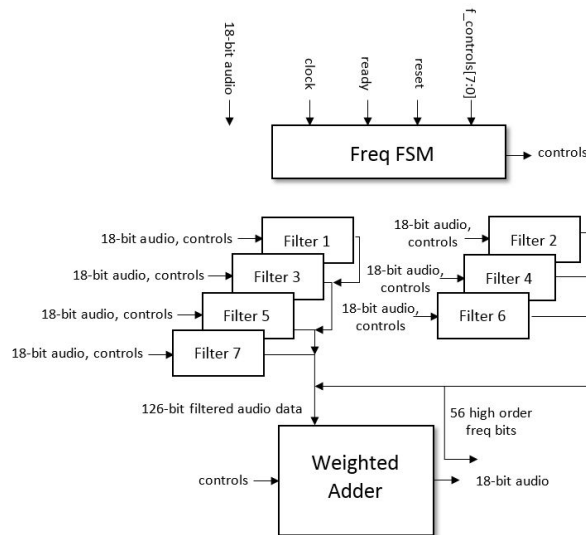 18-bit audio
clock
ready
reset
f_controls[7:0]
Freq FSM
controls
18-bit audio, controls
Filter 1
18-bit audio,
controls
Filter 2
18-bit audio, controls
Filter 3
18-bit audio,
controls
Filter 4
18-bit audio, controls
Filter 5
18-bit audio,
controls
Filter 6
18-bit audio, controls
Filter 7
126-bit filtered audio data
56 high order
freq bits
controls
Weighted
Adder
18-bit audio